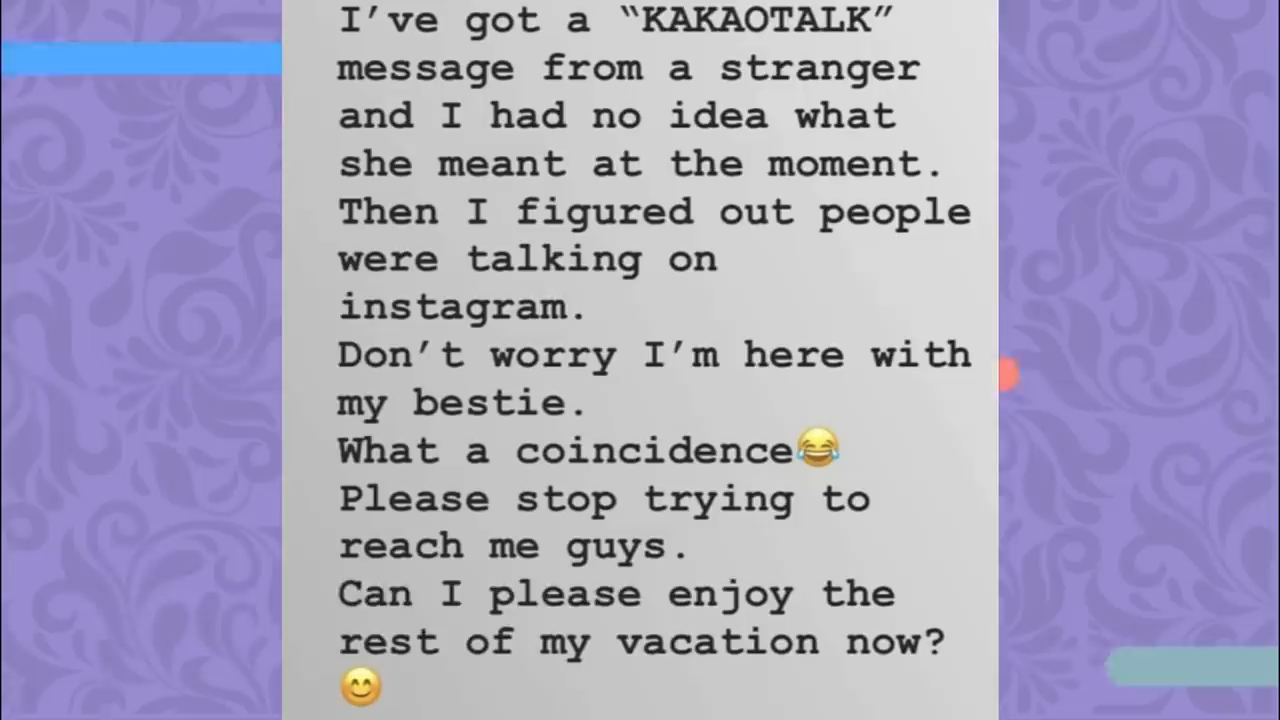 I’ve got a “KAKAOTALK”
message from a stranger
and I had no idea what
she meant at the moment.
Then I figured out people
were talking on
instagram.
Don’t worry I’m here with
my bestie.
What a coincidence😂
Please stop trying to
reach me guys.
Can I please enjoy the
rest of my vacation now?
😊